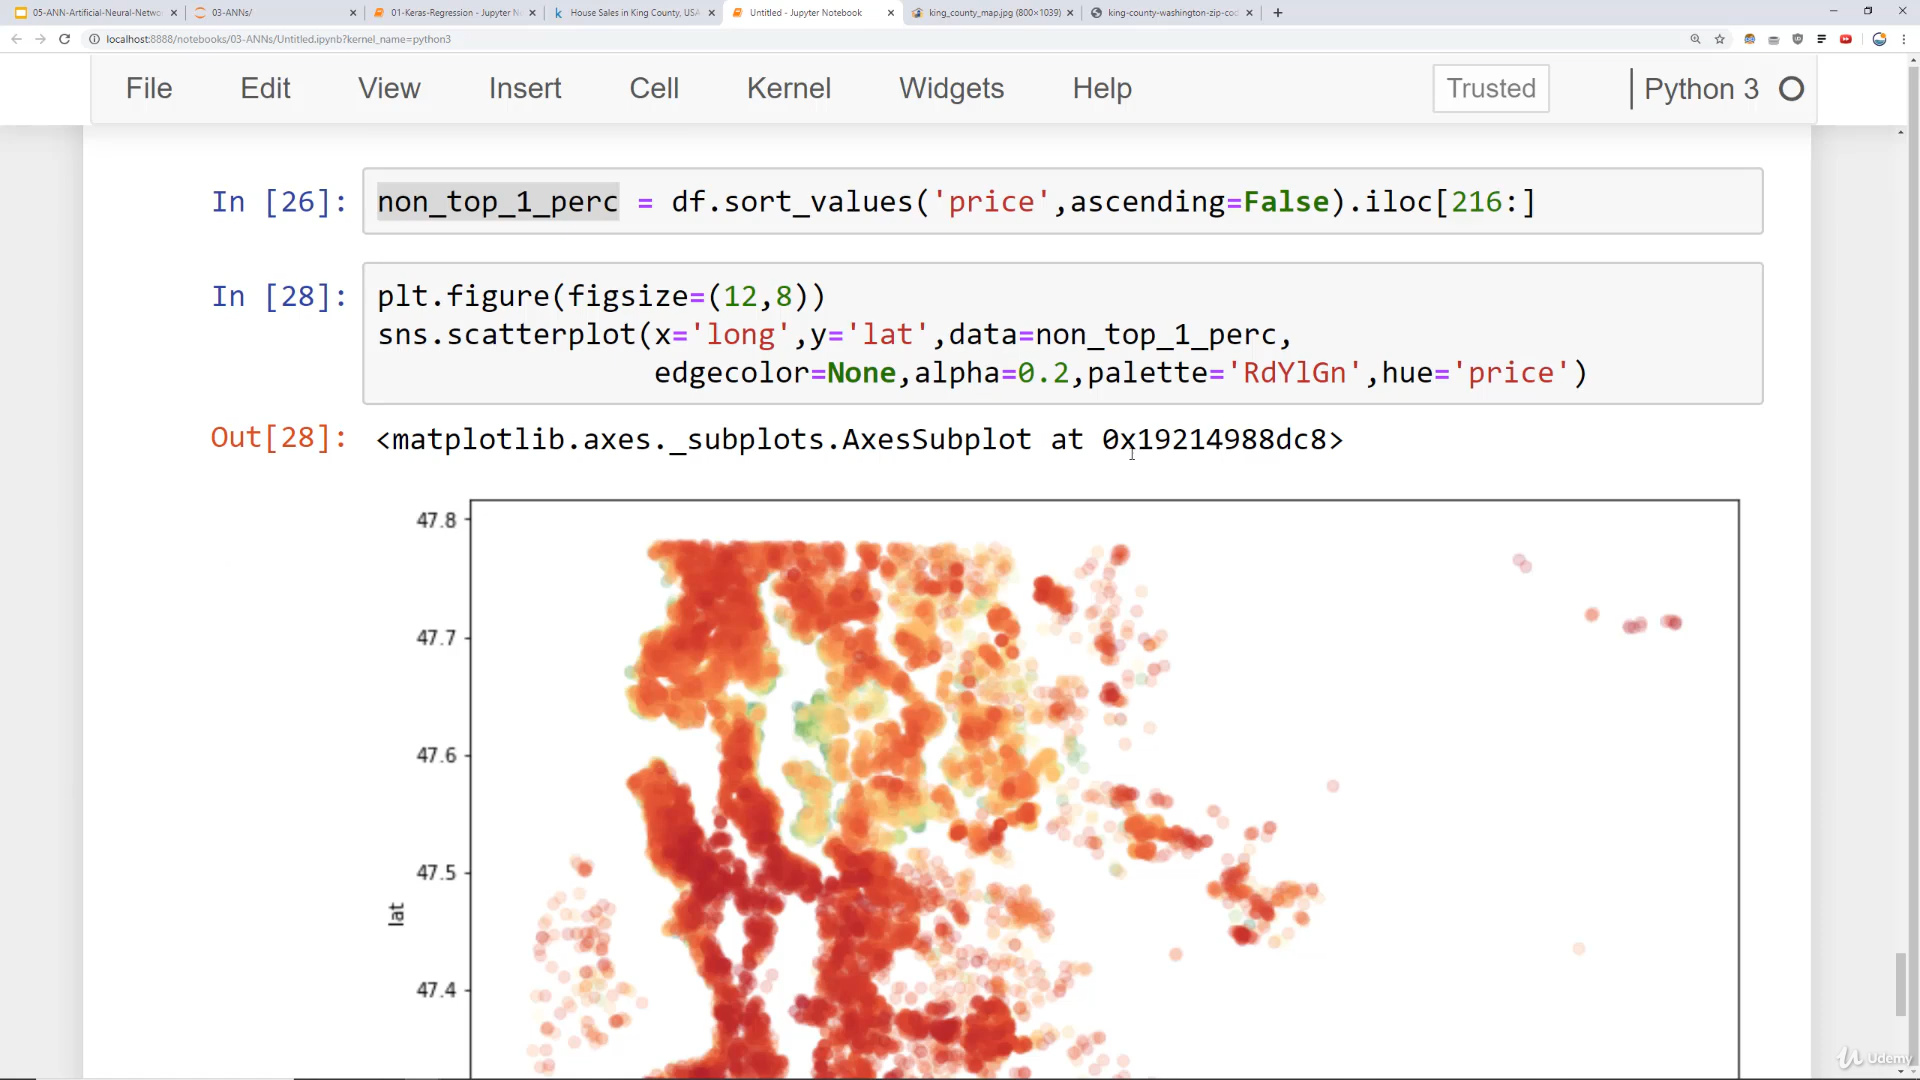 05-ANN-Artificial-Neural-Netwo
03-ANNs/
01-Keras-Regression - Jupyter N
House Sales in King County, USA
Untitled - Jupyter Notebook
king_county_map.jpg (800×1039)
king-county-washington-zip-cod
localhost:8888/notebooks/03-ANNs/Untitled.ipynb?kernel_name=python3
File Edit View Insert Cell Kernel Widgets Help Trusted Python 3
In [26]: non_top_1_perc = df.sort_values('price',ascending=False).iloc[216:]
In [28]: plt.figure(figsize=(12,8))
sns.scatterplot(x='long',y='lat',data=non_top_1_perc,
edgecolor=None,alpha=0.2,palette='RdYlGn',hue='price')
Out[28]: <matplotlib.axes._subplots.AxesSubplot at 0x19214988dc8>
47.8
47.7
47.6
47.5
lat
47.4
Udemy